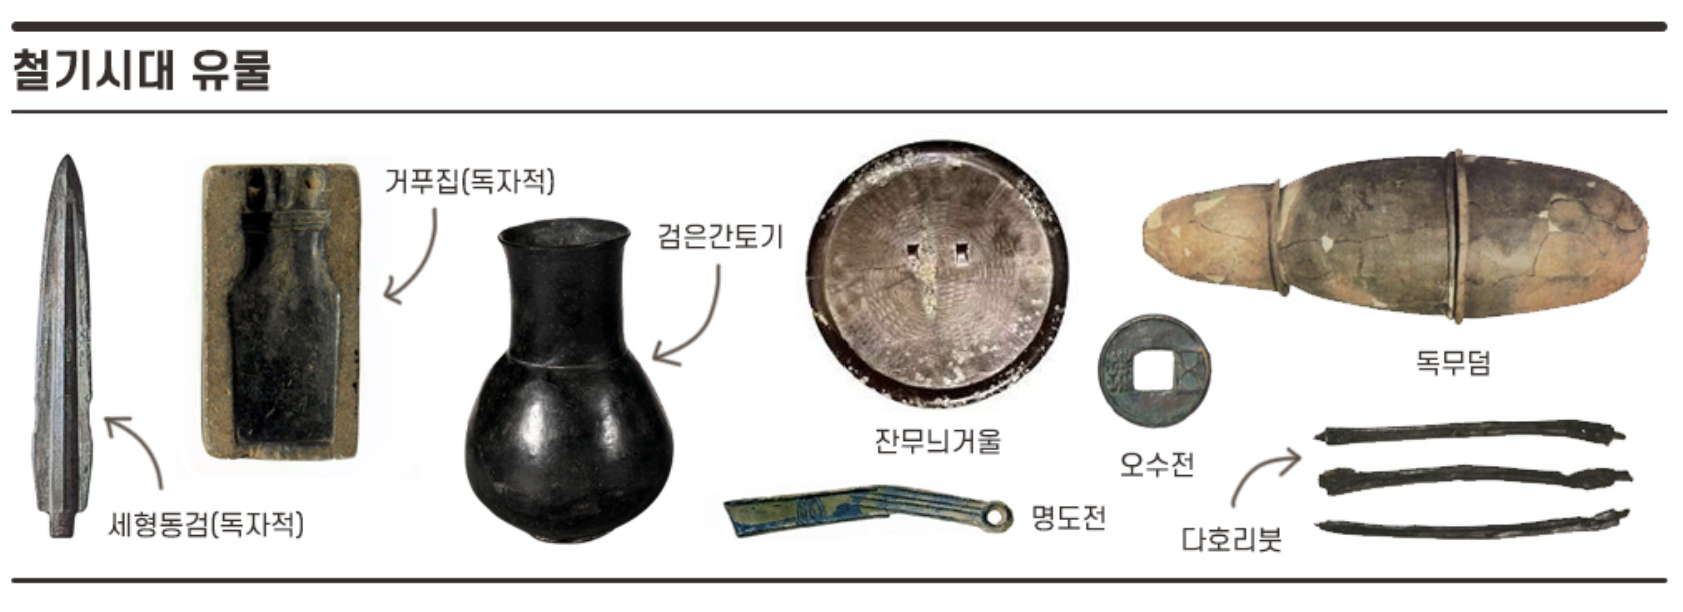 철기시대 유물
거푸집(독자적)
검은간토기
세형동검(독자적)
잔무늬거울
명도전
오수전
독무덤
다호리붓